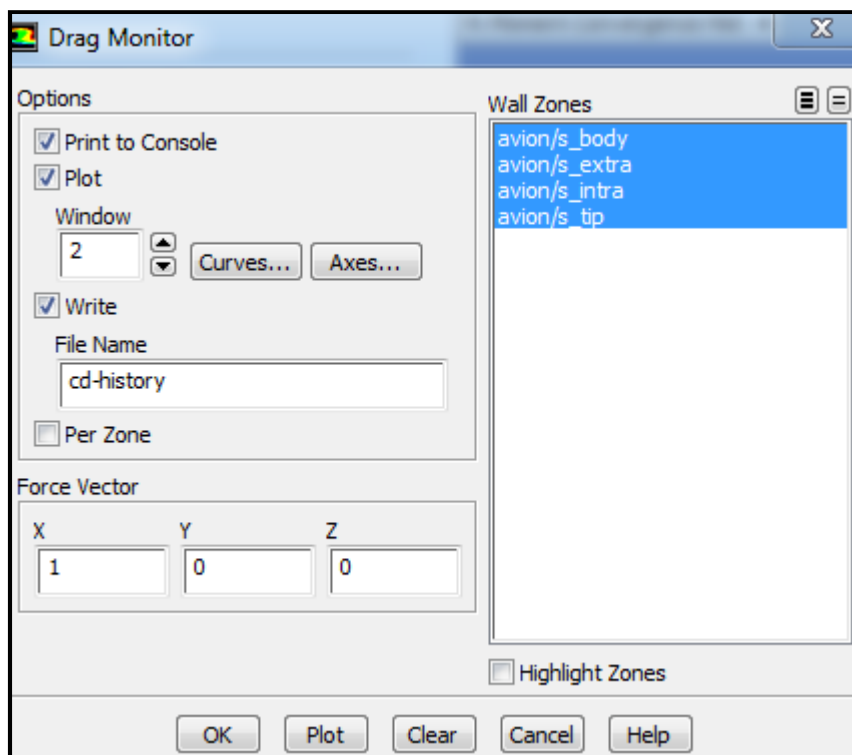 Drag Monitor
Options
Print to Console
Plot
Window
2
Curves...
Axes...
Write
File Name
cd-history
Per Zone
Force Vector
X Y Z
1 0 0
Wall Zones
avion/s_body
avion/s_extra
avion/s_intra
avion/s_tip
Highlight Zones
OK Plot Clear Cancel Help